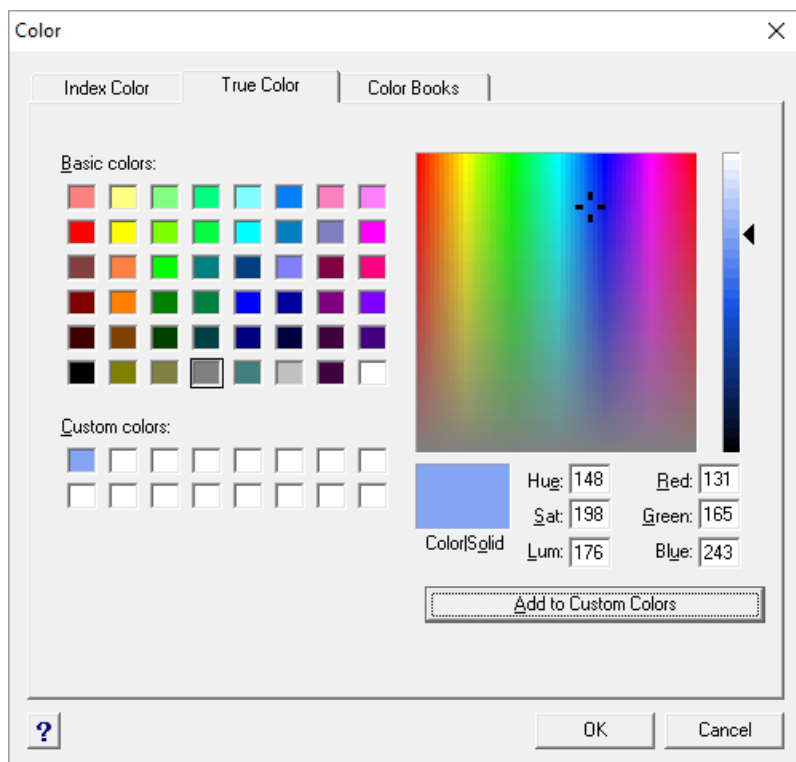 Color
Index Color True Color Color Books
Basic colors:
Custom colors:
Color|Solid
Hue: 148 Red: 131
Sat: 198 Green: 165
Lum: 176 Blue: 243
Add to Custom Colors
? OK Cancel